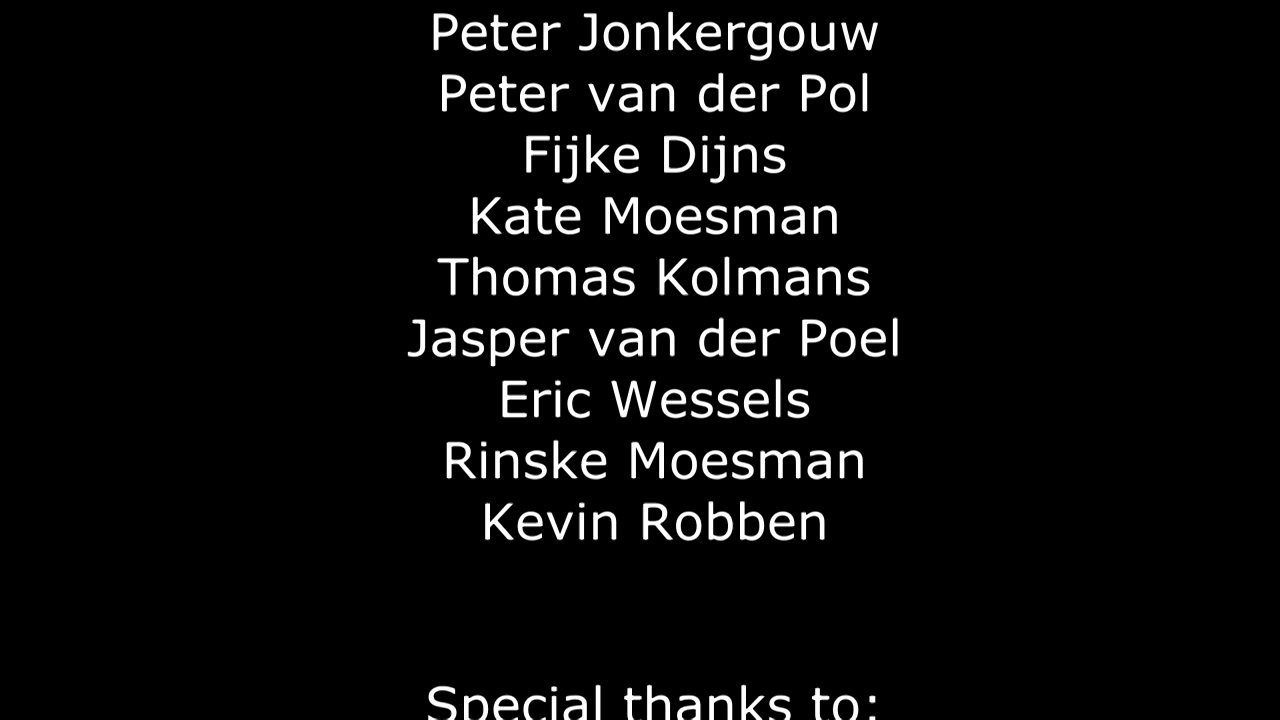 Peter Jonkergouw
Peter van der Pol
Fijke Dijns
Kate Moesman
Thomas Kolmans
Jasper van der Poel
Eric Wessels
Rinske Moesman
Kevin Robben
Special thanks to: